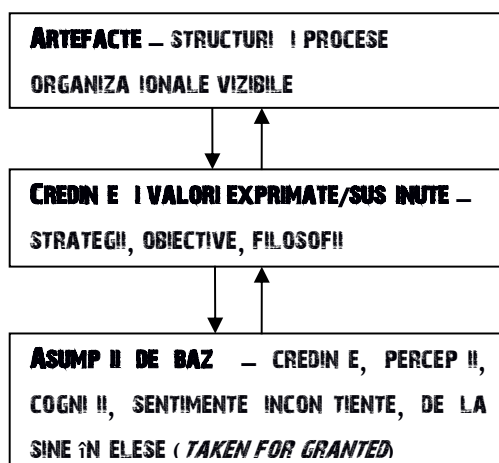 ARTEFACTE – STRUCTURI I PROCESE
ORGANIZA IONALE VIZIBILE
CREDIN E I VALORI EXPRIMATE/SUS INUTE –
STRATEGII, OBIECTIVE, FILOSOFII
ASUMP II DE BAZ – CREDIN E, PERCEP II,
COGNI II, SENTIMENTE INCON TIENTE, DE LA
SINE ÎN ELESE ( TAKEN FOR GRANTED)